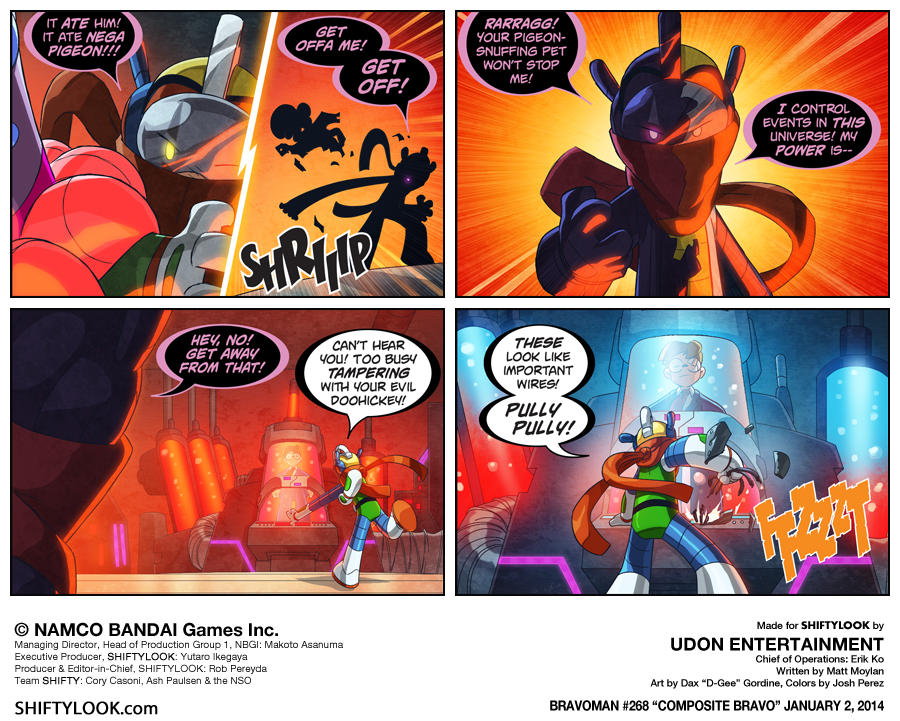 IT ATE HIM!
IT ATE NEGA
PIGEON!!!
GET
OFFA ME!
GET
OFF!
SHRIIIP
RARRAGG!
YOUR PIGEON-
SNUFFING PET
WON'T STOP
ME!
I CONTROL
EVENTS IN THIS
UNIVERSE! MY
POWER IS--
HEY, NO!
GET AWAY
FROM THAT!
CAN'T HEAR
YOU! TOO BUSY
TAMPERING
WITH YOUR EVIL
DOOHICKEY!
THESE
LOOK LIKE
IMPORTANT
WIRES!
PULLY
PULLY!
FTZZZZT
© NAMCO BANDAI Games Inc.
Managing Director, Head of Production Group 1, NBGI: Makoto Asanuma
Executive Producer, SHIFTYLOOK: Yutaro Ikegaya
Producer & Editor-in-Chief, SHIFTYLOOK: Rob Pereyda
Team SHIFTY: Cory Casoni, Ash Paulsen & the NSO
SHIFTYLOOK.com
Made for SHIFTYLOOK by
UDON ENTERTAINMENT
Chief of Operations: Erik Ko
Written by Matt Moylan
Art by Dax “D-Gee” Gordine, Colors by Josh Perez
BRAVOMAN #268 “COMPOSITE BRAVO” JANUARY 2, 2014